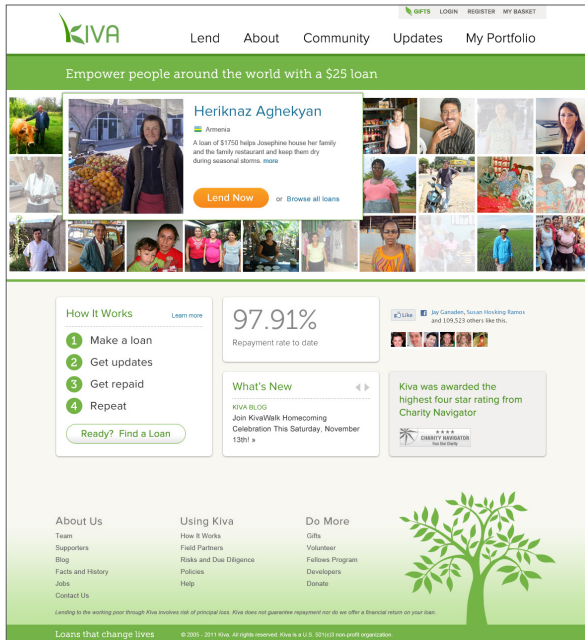 GIFTS LOGIN REGISTER MY BASKET
KIVA
Lend About Community Updates My Portfolio
Empower people around the world with a $25 loan
Heriknaz Aghekyan
Armenia
A loan of $1750 helps Josephine house her family
and the family restaurant and keep them dry
during seasonal storms. more
Lend Now or Browse all loans
How It Works Learn more
1 Make a loan
2 Get updates
3 Get repaid
4 Repeat
Ready? Find a Loan
97.91%
Repayment rate to date
Like
Jay Ganaden, Susan Hosking Ramos
and 109,523 others like this.
What's New
KIVA BLOG
Join KivaWalk Homecoming
Celebration This Saturday, November
13th! »
Kiva was awarded the
highest four star rating from
Charity Navigator
CHARITY NAVIGATOR
Four Star Charity
About Us
Team
Supporters
Blog
Facts and History
Jobs
Contact Us
Using Kiva
How It Works
Field Partners
Risks and Due Diligence
Policies
Help
Do More
Gifts
Volunteer
Fellows Program
Developers
Donate
Lending to the working poor through Kiva involves risk of principal loss. Kiva does not guarantee repayment nor do we offer a financial return on your loan.
Loans that change lives © 2005 - 2011 Kiva. All rights reserved. Kiva is a U.S. 501(c)3 non-profit organization.